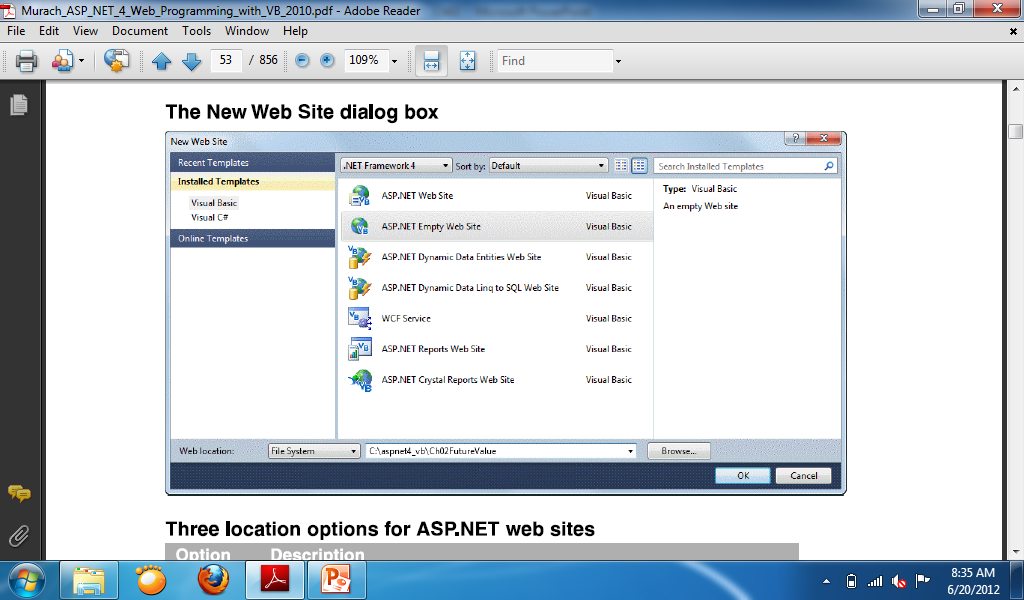 Murach_ASP_NET_4_Web_Programming_with_VB_2010.pdf - Adobe Reader
File Edit View Document Tools Window Help
53 / 856 109% Find
The New Web Site dialog box
New Web Site
Recent Templates
.NET Framework 4 Sort by: Default Search Installed Templates
Installed Templates
Type: Visual Basic
An empty Web site
Visual Basic
Visual C#
Online Templates
ASP.NET Web Site Visual Basic
ASP.NET Empty Web Site Visual Basic
ASP.NET Dynamic Data Entities Web Site Visual Basic
ASP.NET Dynamic Data Linq to SQL Web Site Visual Basic
WCF Service Visual Basic
ASP.NET Reports Web Site Visual Basic
ASP.NET Crystal Reports Web Site Visual Basic
Web location: File System C:\aspnet4_vb\Ch02FutureValue Browse...
OK Cancel
Three location options for ASP.NET web sites
Option Description
8:35 AM
6/20/2012